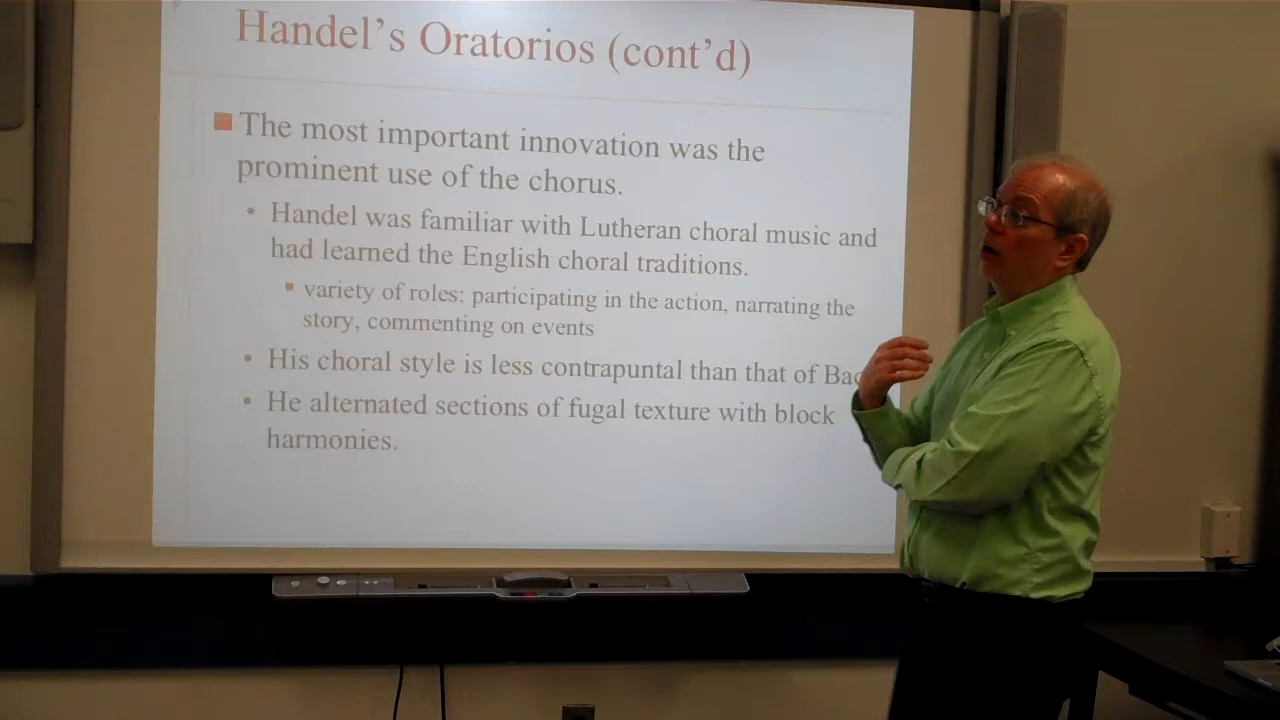 Handel's Oratorios (cont'd)
The most important innovation was the
prominent use of the chorus.
Handel was familiar with Lutheran choral music and
had learned the English choral traditions.
variety of roles: participating in the action, narrating the
story, commenting on events
His choral style is less contrapuntal than that of
He alternated sections of fugal texture with block
harmonies.